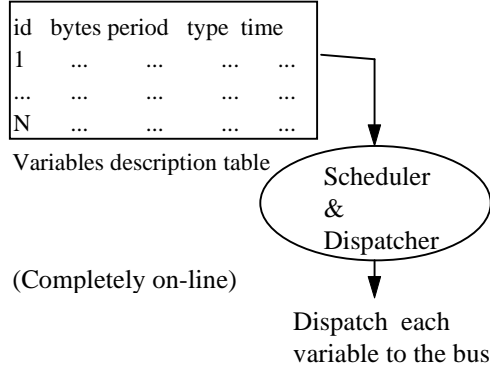 id bytes period type time
1 ... ... ... ...
... ... ... ... ...
N ... ... ... ...
Variables description table
Scheduler
&
Dispatcher
(Completely on-line)
Dispatch each
variable to the bus